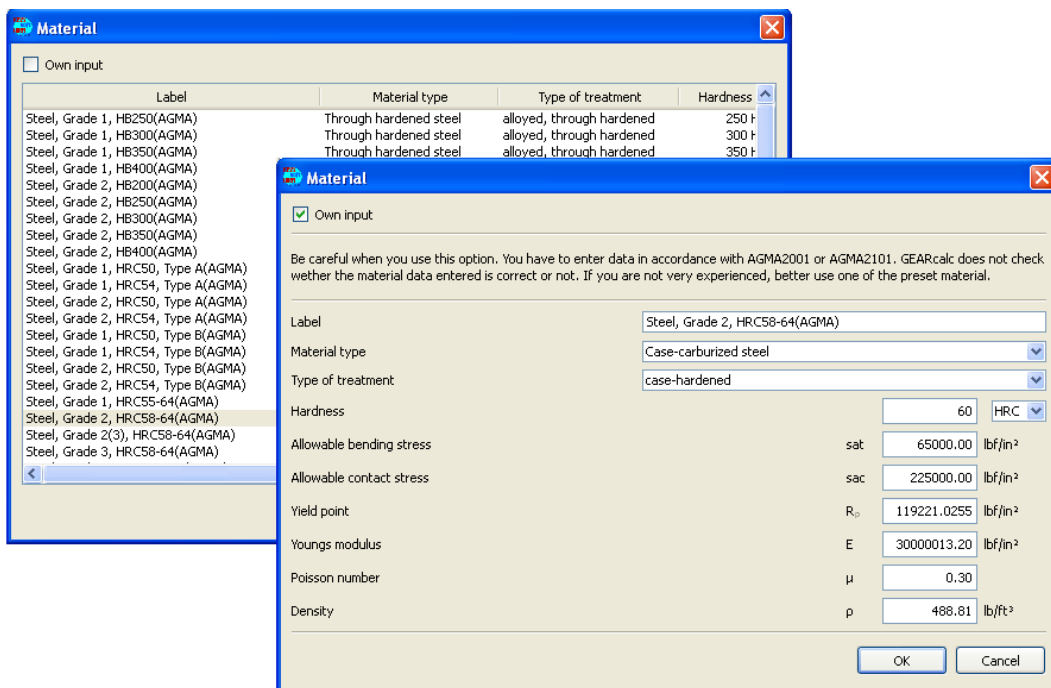 Material
Own input
Label Material type Type of treatment Hardness
Steel, Grade 1, HB250(AGMA) Through hardened steel alloyed, through hardened 250 H
Steel, Grade 1, HB300(AGMA) Through hardened steel alloyed, through hardened 300 H
Steel, Grade 1, HB350(AGMA) Through hardened steel alloyed, through hardened 350 H
Steel, Grade 1, HB400(AGMA)
Steel, Grade 2, HB200(AGMA)
Steel, Grade 2, HB250(AGMA)
Steel, Grade 2, HB300(AGMA)
Steel, Grade 2, HB350(AGMA)
Steel, Grade 2, HB400(AGMA)
Steel, Grade 1, HRC50, Type A(AGMA)
Steel, Grade 1, HRC54, Type A(AGMA)
Steel, Grade 2, HRC50, Type A(AGMA)
Steel, Grade 2, HRC54, Type A(AGMA)
Steel, Grade 1, HRC50, Type B(AGMA)
Steel, Grade 1, HRC54, Type B(AGMA)
Steel, Grade 2, HRC50, Type B(AGMA)
Steel, Grade 2, HRC54, Type B(AGMA)
Steel, Grade 1, HRC55-64(AGMA)
Steel, Grade 2, HRC58-64(AGMA)
Steel, Grade 2(3), HRC58-64(AGMA)
Steel, Grade 3, HRC58-64(AGMA)
Material
Own input
Be careful when you use this option. You have to enter data in accordance with AGMA2001 or AGMA2101. GEARcalc does not check
wether the material data entered is correct or not. If you are not very experienced, better use one of the preset material.
Label Steel, Grade 2, HRC58-64(AGMA)
Material type Case-carburized steel
Type of treatment case-hardened
Hardness 60 HRC
Allowable bending stress sat 65000.00 lbf/in²
Allowable contact stress sac 225000.00 lbf/in²
Yield point Rₚ 119221.0255 lbf/in²
Youngs modulus E 30000013.20 lbf/in²
Poisson number μ 0.30
Density ρ 488.81 lb/ft³
OK Cancel